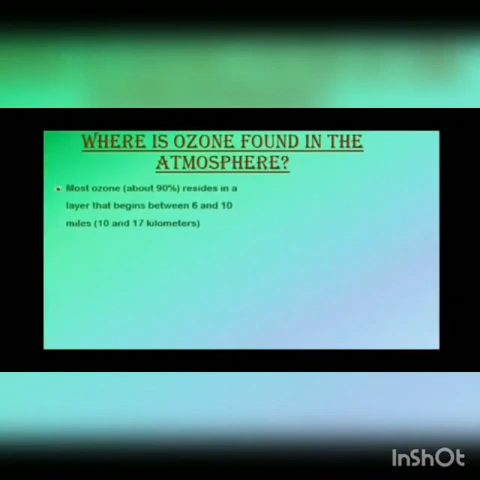 WHERE IS OZONE FOUND IN THE
ATMOSPHERE?
Most ozone (about 90%) resides in a
layer that begins between 6 and 10
miles (10 and 17 kilometers)
InShOt